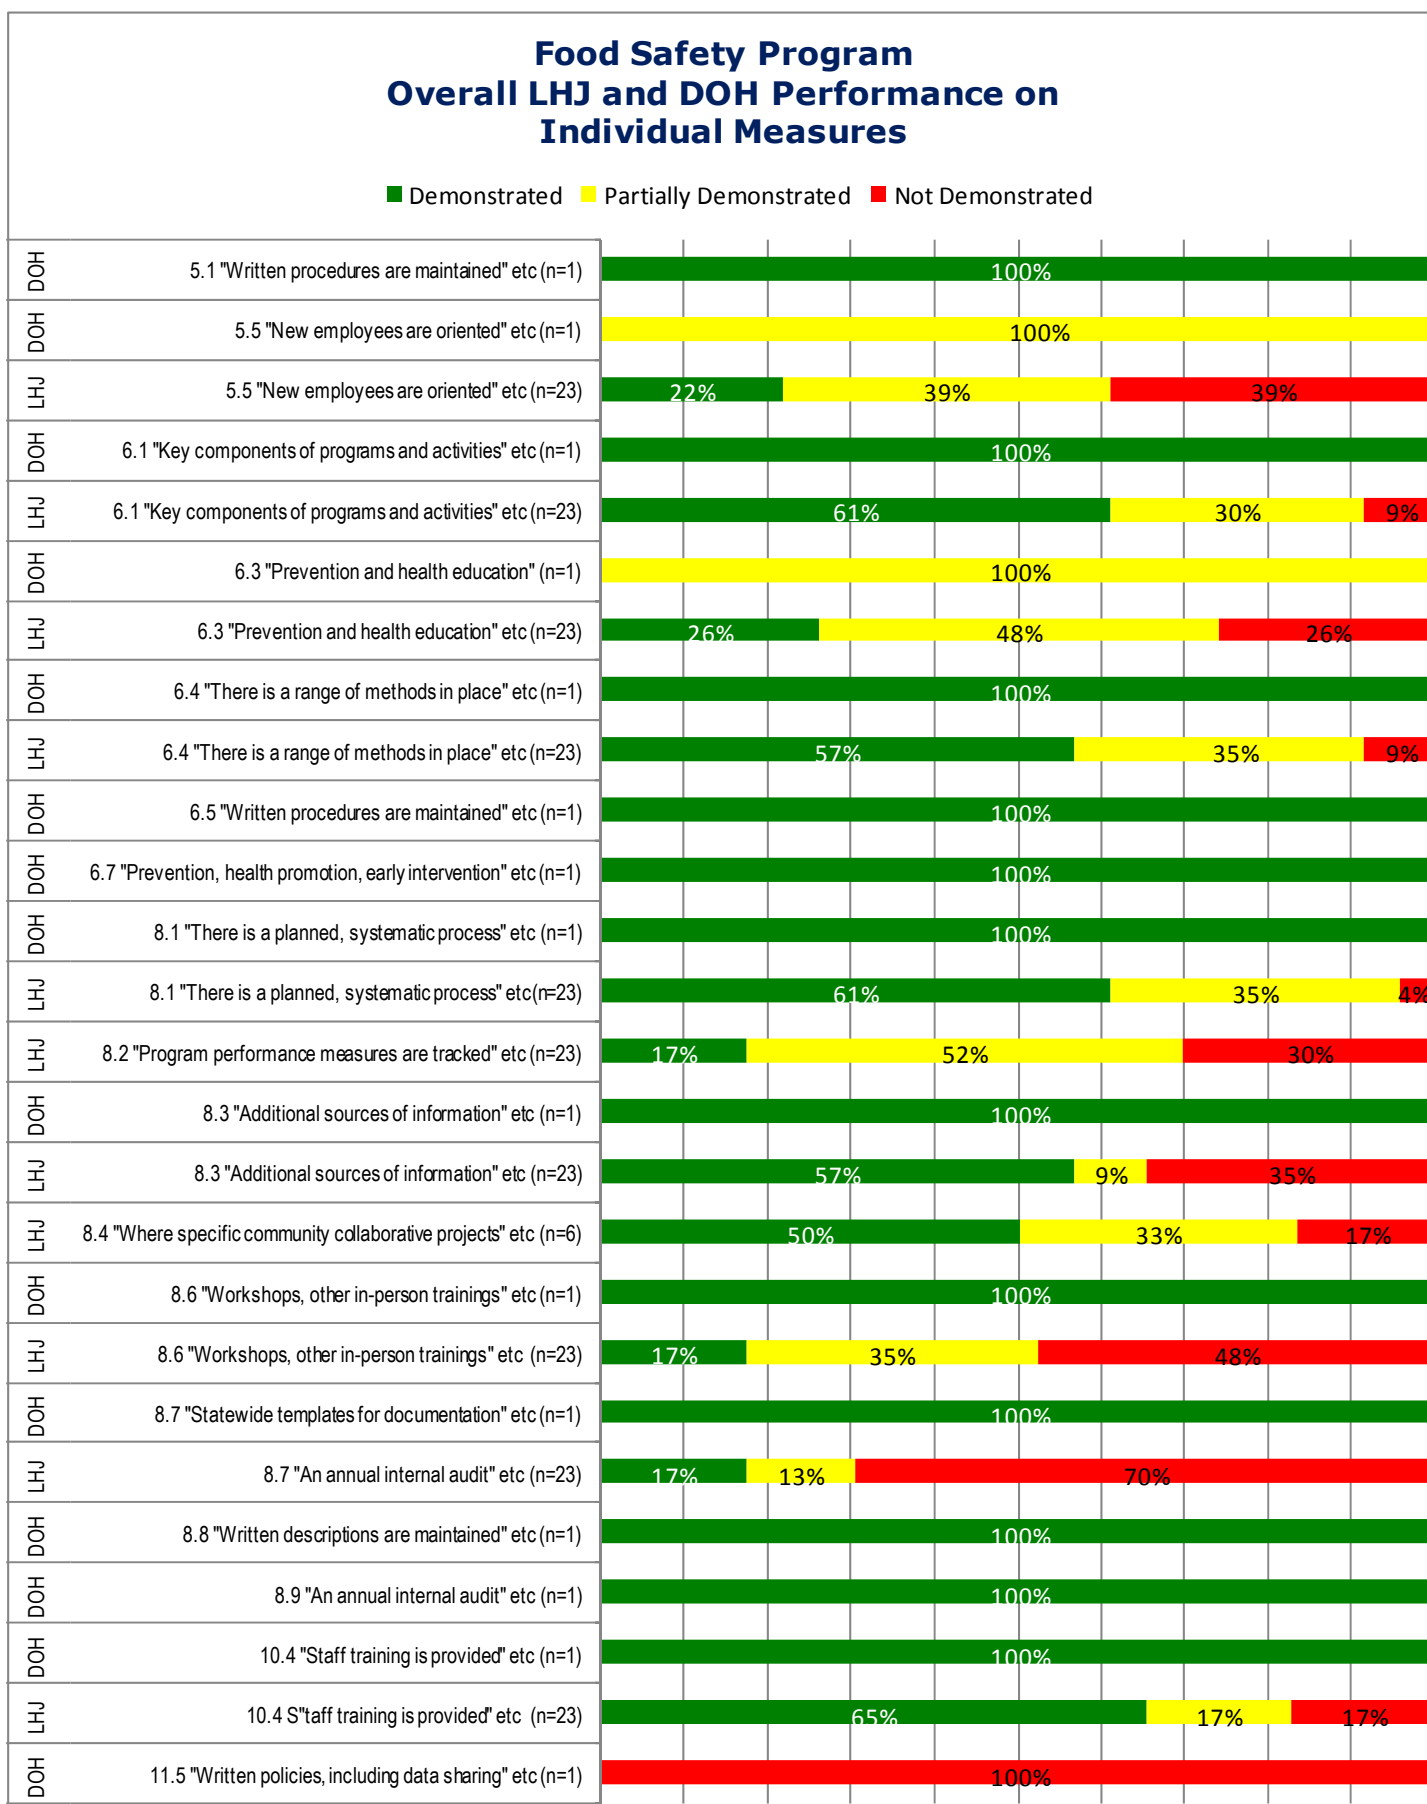 Food Safety Program
Overall LHJ and DOH Performance on
Individual Measures
Demonstrated Partially Demonstrated Not Demonstrated
DOH 5.1 "Written procedures are maintained" etc (n=1) 100%
DOH 5.5 "New employees are oriented" etc (n=1) 100%
LHJ 5.5 "New employees are oriented" etc (n=23) 22% 39% 39%
DOH 6.1 "Key components of programs and activities" etc (n=1) 100%
LHJ 6.1 "Key components of programs and activities" etc (n=23) 61% 30% 9%
DOH 6.3 "Prevention and health education" (n=1) 100%
LHJ 6.3 "Prevention and health education" etc (n=23) 26% 48% 26%
DOH 6.4 "There is a range of methods in place" etc (n=1) 100%
LHJ 6.4 "There is a range of methods in place" etc (n=23) 57% 35% 9%
DOH 6.5 "Written procedures are maintained" etc (n=1) 100%
DOH 6.7 "Prevention, health promotion, early intervention" etc (n=1) 100%
DOH 8.1 "There is a planned, systematic process" etc (n=1) 100%
LHJ 8.1 "There is a planned, systematic process" etc(n=23) 61% 35% 4%
LHJ 8.2 "Program performance measures are tracked" etc (n=23) 17% 52% 30%
DOH 8.3 "Additional sources of information" etc (n=1) 100%
LHJ 8.3 "Additional sources of information" etc (n=23) 57% 9% 35%
LHJ 8.4 "Where specific community collaborative projects" etc (n=6) 50% 33% 17%
DOH 8.6 "Workshops, other in-person trainings" etc (n=1) 100%
LHJ 8.6 "Workshops, other in-person trainings" etc (n=23) 17% 35% 48%
DOH 8.7 "Statewide templates for documentation" etc (n=1) 100%
LHJ 8.7 "An annual internal audit" etc (n=23) 17% 13% 70%
DOH 8.8 "Written descriptions are maintained" etc (n=1) 100%
DOH 8.9 "An annual internal audit" etc (n=1) 100%
DOH 10.4 "Staff training is provided" etc (n=1) 100%
LHJ 10.4 S"taff training is provided" etc (n=23) 65% 17% 17%
DOH 11.5 "Written policies, including data sharing" etc (n=1) 100%